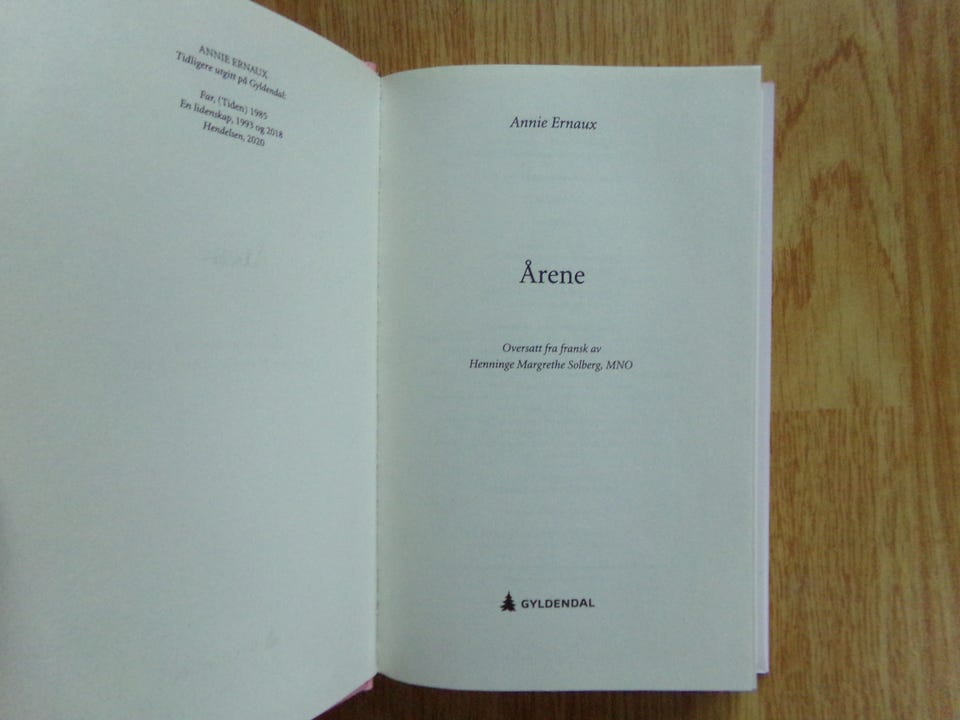 ANNIE ERNAUX
Tidligere utgitt på Gyldendal:
Far, (Tiden) 1985
En lidenskap, 1993 og 2018
Hendelsen, 2020
Annie Ernaux
Årene
Oversatt fra fransk av
Henninge Margrethe Solberg, MNO
GYLDENDAL